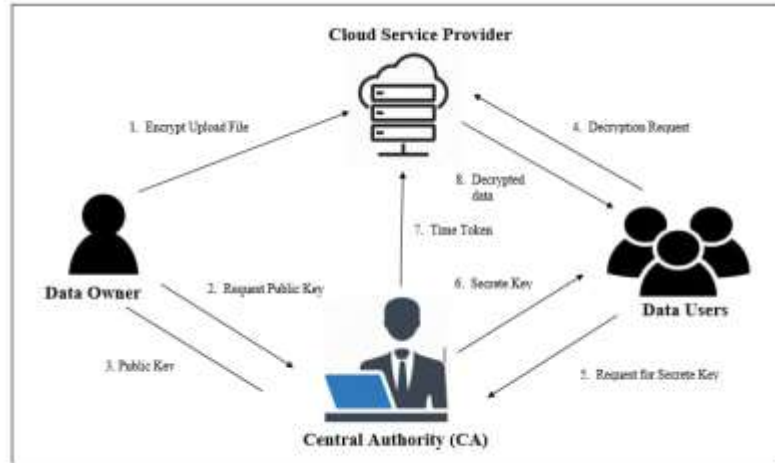 Cloud Service Provider
1. Encrypt Upload File
4. Decryption Request
8. Decrypted
data
7. Time Token
Data Owner
2. Request Public Key
6. Secrete Key
Data Users
3. Public Key
5. Request for Secrete Key
Central Authority (CA)